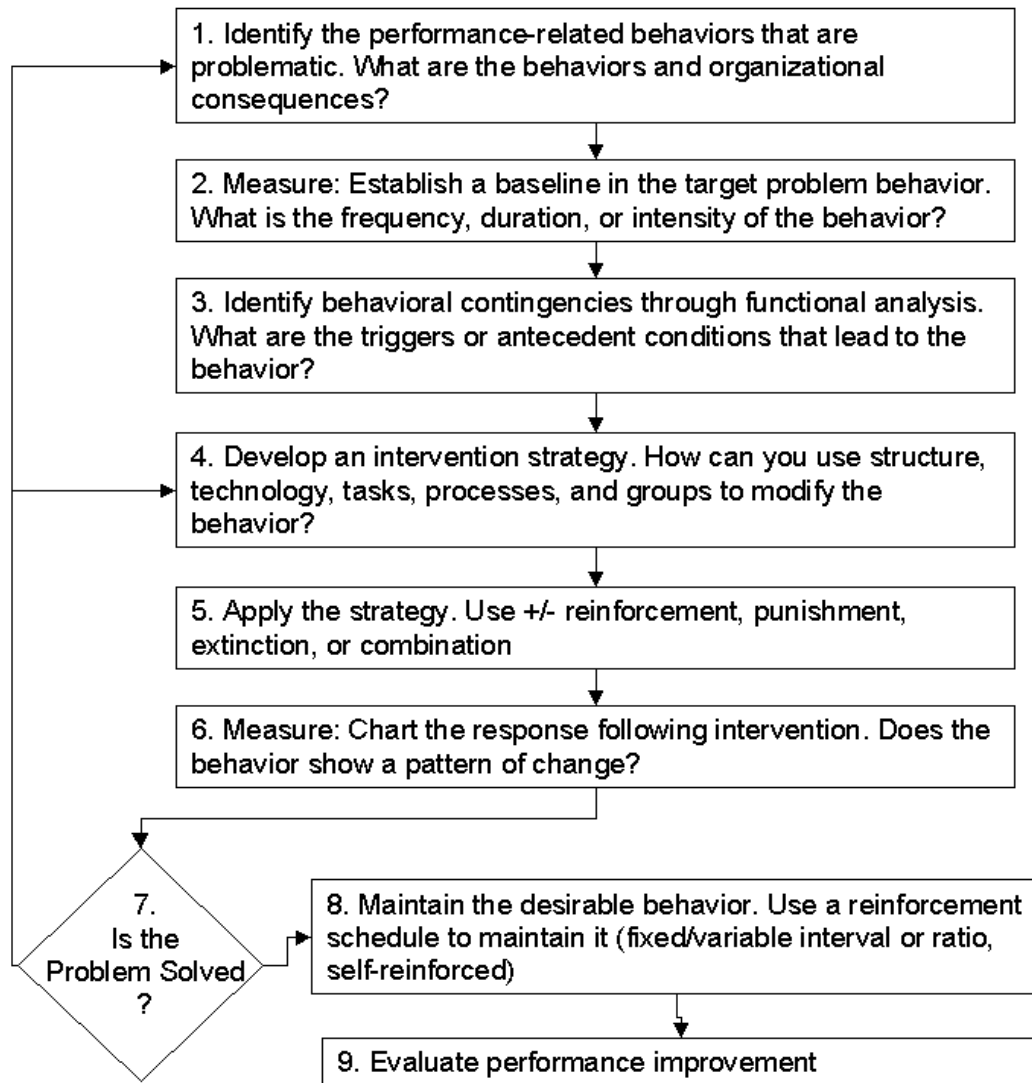 1. Identify the performance-related behaviors that are
problematic. What are the behaviors and organizational
consequences?
2. Measure: Establish a baseline in the target problem behavior.
What is the frequency, duration, or intensity of the behavior?
3. Identify behavioral contingencies through functional analysis.
What are the triggers or antecedent conditions that lead to the
behavior?
4. Develop an intervention strategy. How can you use structure,
technology, tasks, processes, and groups to modify the
behavior?
5. Apply the strategy. Use +/- reinforcement, punishment,
extinction, or combination
6. Measure: Chart the response following intervention. Does the
behavior show a pattern of change?
7.
Is the
Problem Solved
?
8. Maintain the desirable behavior. Use a reinforcement
schedule to maintain it (fixed/variable interval or ratio,
self-reinforced)
9. Evaluate performance improvement